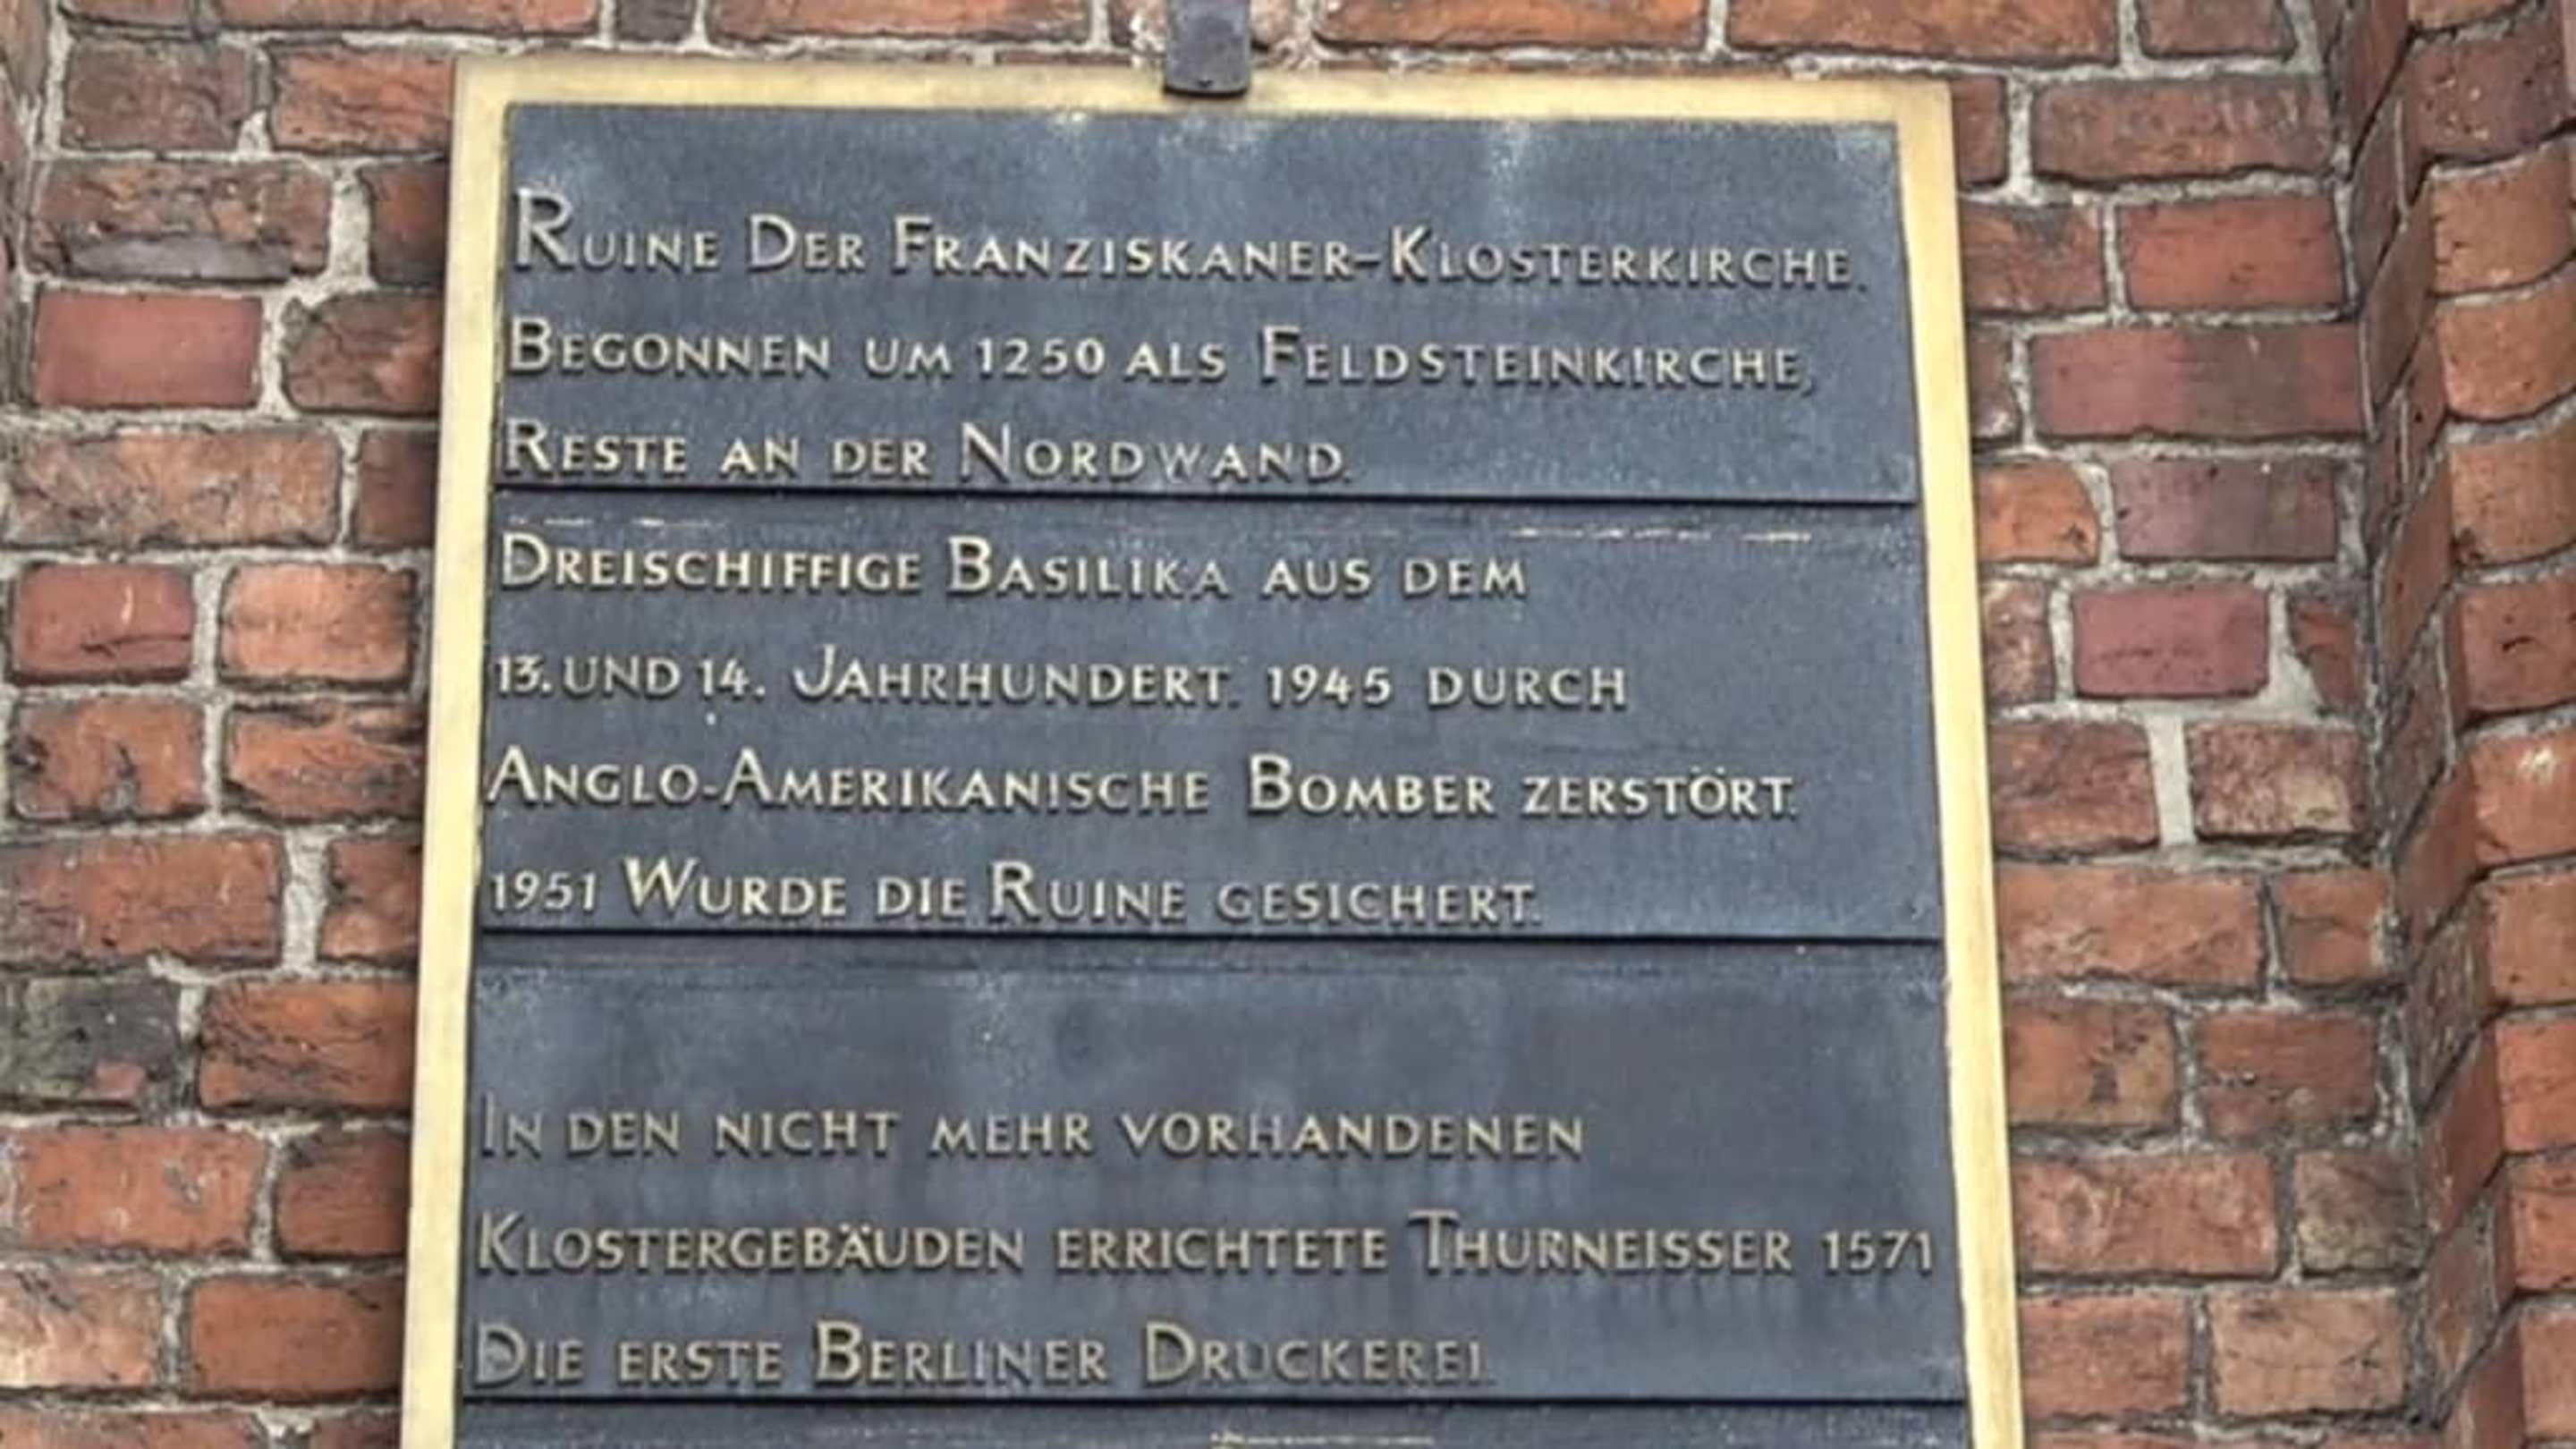 Ruine Der Franziskaner-Klosterkirche.
Begonnen um 1250 als Feldsteinkirche,
Reste an der Nordwand.
Dreischiffige Basilika aus dem
13. und 14. Jahrhundert. 1945 durch
Anglo-Amerikanische Bomber zerstört.
1951 Wurde die Ruine gesichert.
In den nicht mehr vorhandenen
Klostergebäuden errichtete Thurneisser 1571
Die erste Berliner Druckerei.